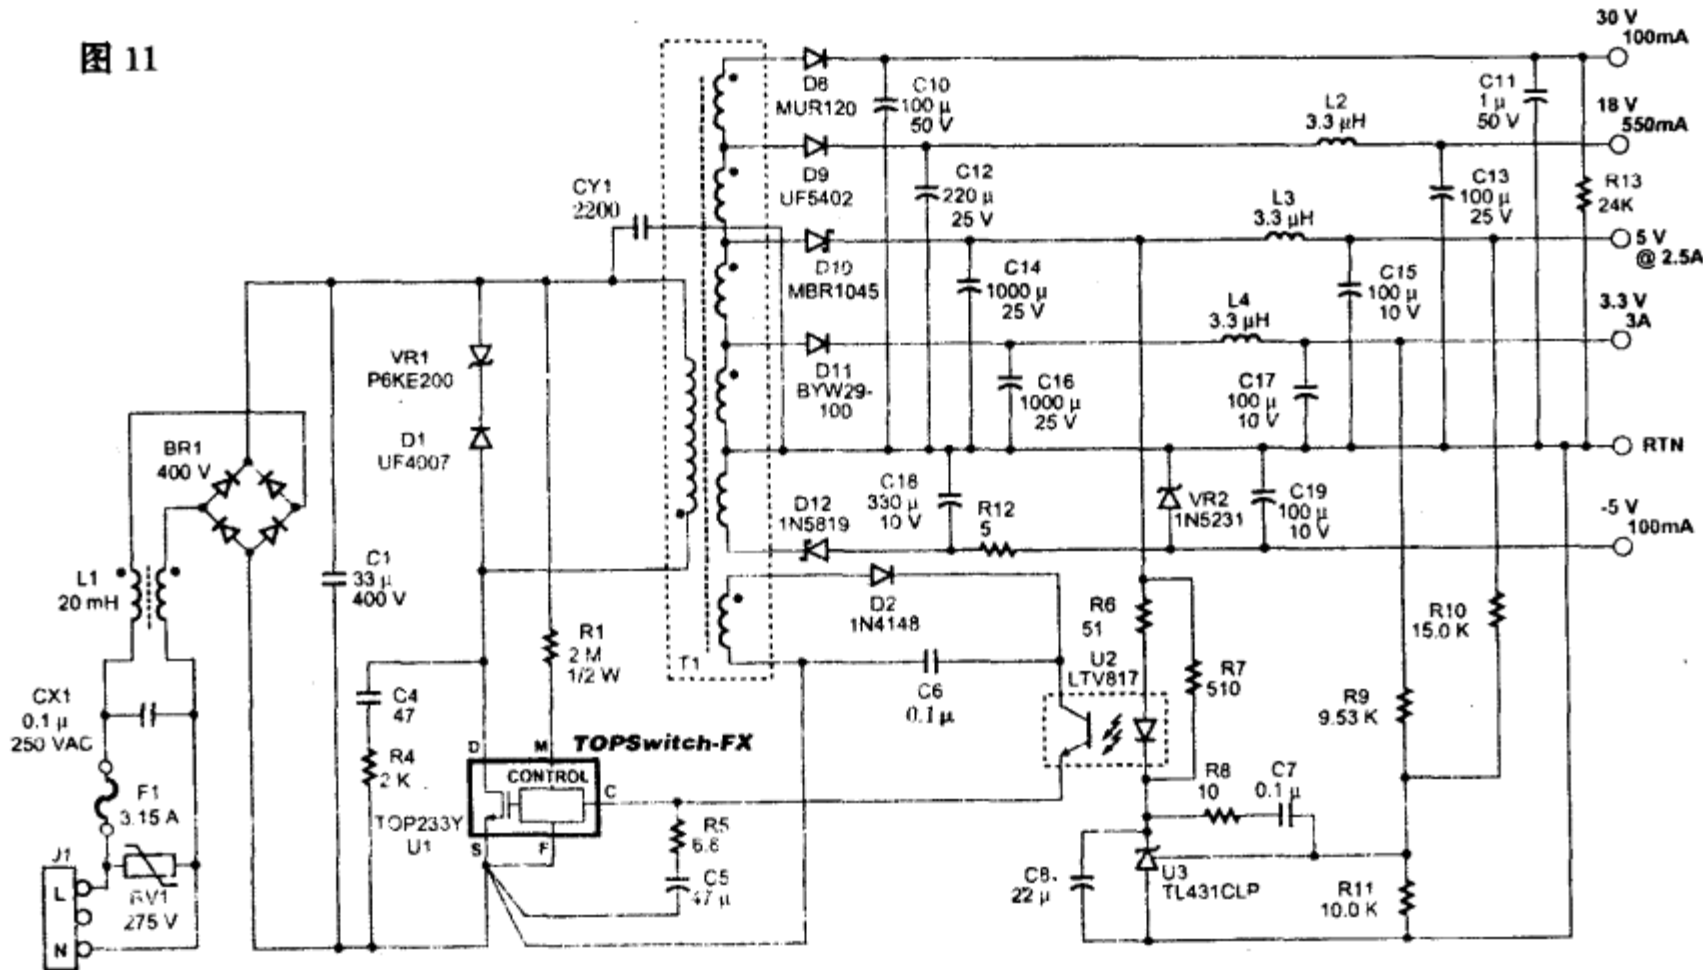 图 11
30 V
100mA
D8
MUR120
C10
100 µ
50 V
C11
1 µ
50 V
L2
3.3 µH
18 V
550mA
D9
UF5402
C12
220 µ
25 V
C13
100 µ
25 V
R13
24K
CY1
2200
L3
3.3 µH
5 V
@ 2.5A
D10
MBR1045
C14
1000 µ
25 V
C15
100 µ
10 V
L4
3.3 µH
3.3 V
3A
VR1
P6KE200
D11
BYW29-
100
C16
1000 µ
25 V
C17
100 µ
10 V
BR1
400 V
D1
UF4007
RTN
C18
330 µ
10 V
D12
1N5819
R12
5
VR2
1N5231
C19
100 µ
10 V
-5 V
100mA
L1
20 mH
C1
33 µ
400 V
D2
1N4148
R6
51
R10
15.0 K
R1
2 M
1/2 W
T1
U2
LTV817
R7
510
CX1
0.1 µ
250 VAC
C4
47
C6
0.1 µ
R9
9.53 K
R4
2 K
D
M
TOPSwitch-FX
CONTROL
C
R8
10
C7
0.1 µ
F1
3.15 A
TOP233Y
U1
S
F
R5
6.8
J1
L
N
RV1
275 V
C5
47 µ
C8
22 µ
U3
TL431CLP
R11
10.0 K